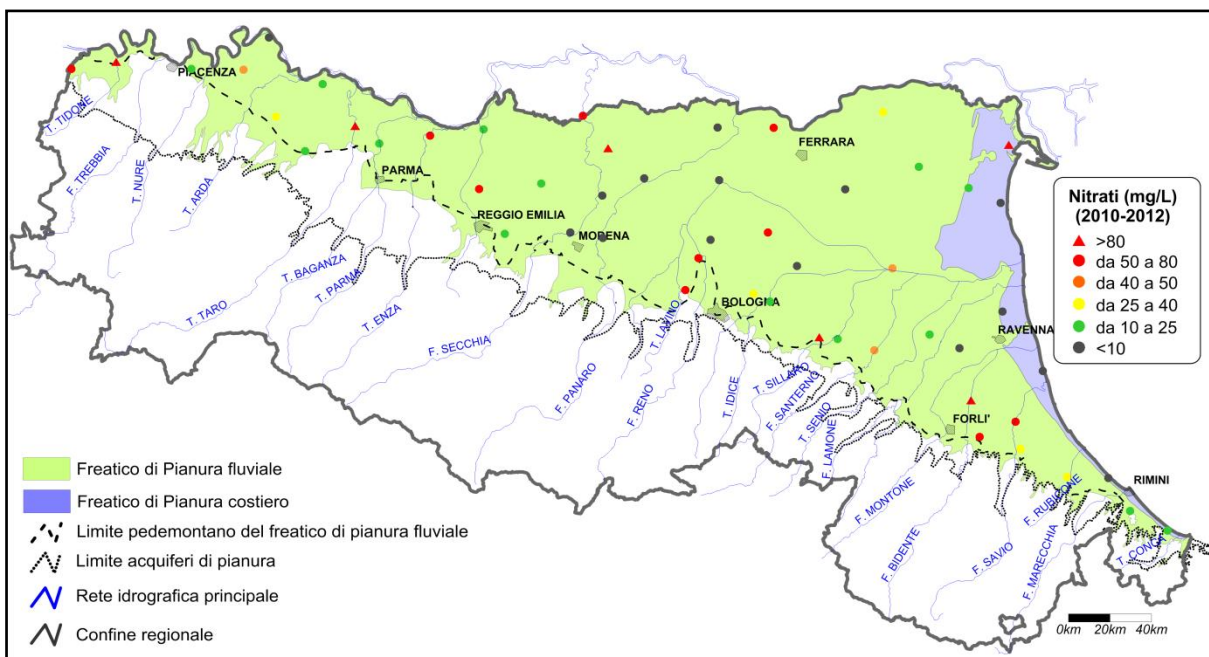 PIACENZA
T. TIDONE
F. TREBBIA
T. NURE
T. ARDA
PARMA
REGGIO EMILIA
MODENA
FERRARA
BOLOGNA
RAVENNA
FORLI'
RIMINI
T. TARO
T. BAGANZA
T. PARMA
T. ENZA
F. SECCHIA
F. PANARO
F. RENO
T. LAVINO
T. IDICE
T. SILLARO
F. SANTERNO
T. SENIO
F. LAMONE
F. MONTONE
F. BIDENTE
F. SAVIO
F. RUBICONE
F. MARECCHIA
T. CONCA
Nitrati (mg/L)
(2010-2012)
>80
da 50 a 80
da 40 a 50
da 25 a 40
da 10 a 25
<10
Freatico di Pianura fluviale
Freatico di Pianura costiero
Limite pedemontano del freatico di pianura fluviale
Limite acquiferi di pianura
Rete idrografica principale
Confine regionale
0km 20km 40km